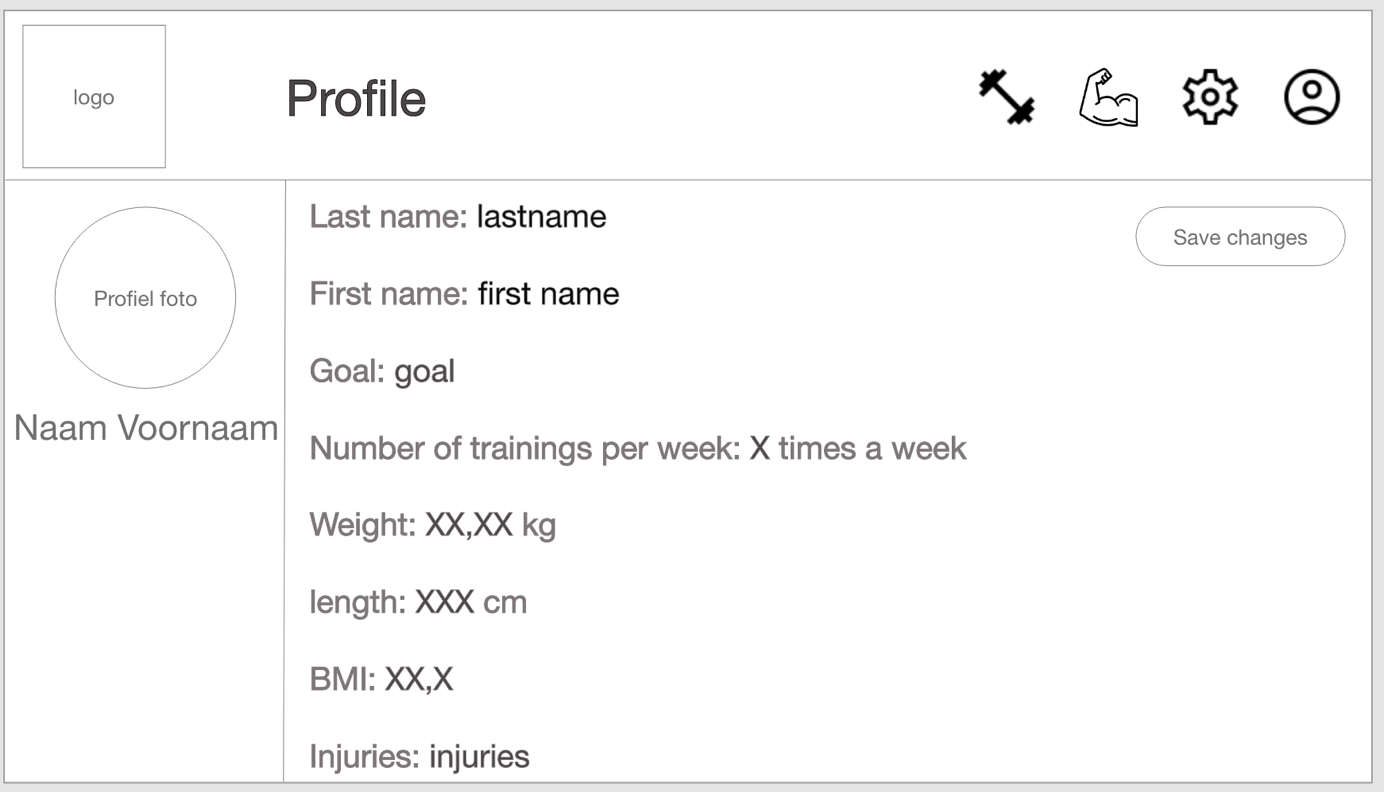 logo
Profile
Profiel foto
Naam Voornaam
Last name: lastname
Save changes
First name: first name
Goal: goal
Number of trainings per week: X times a week
Weight: XX,XX kg
length: XXX cm
BMI: XX,X
Injuries: injuries